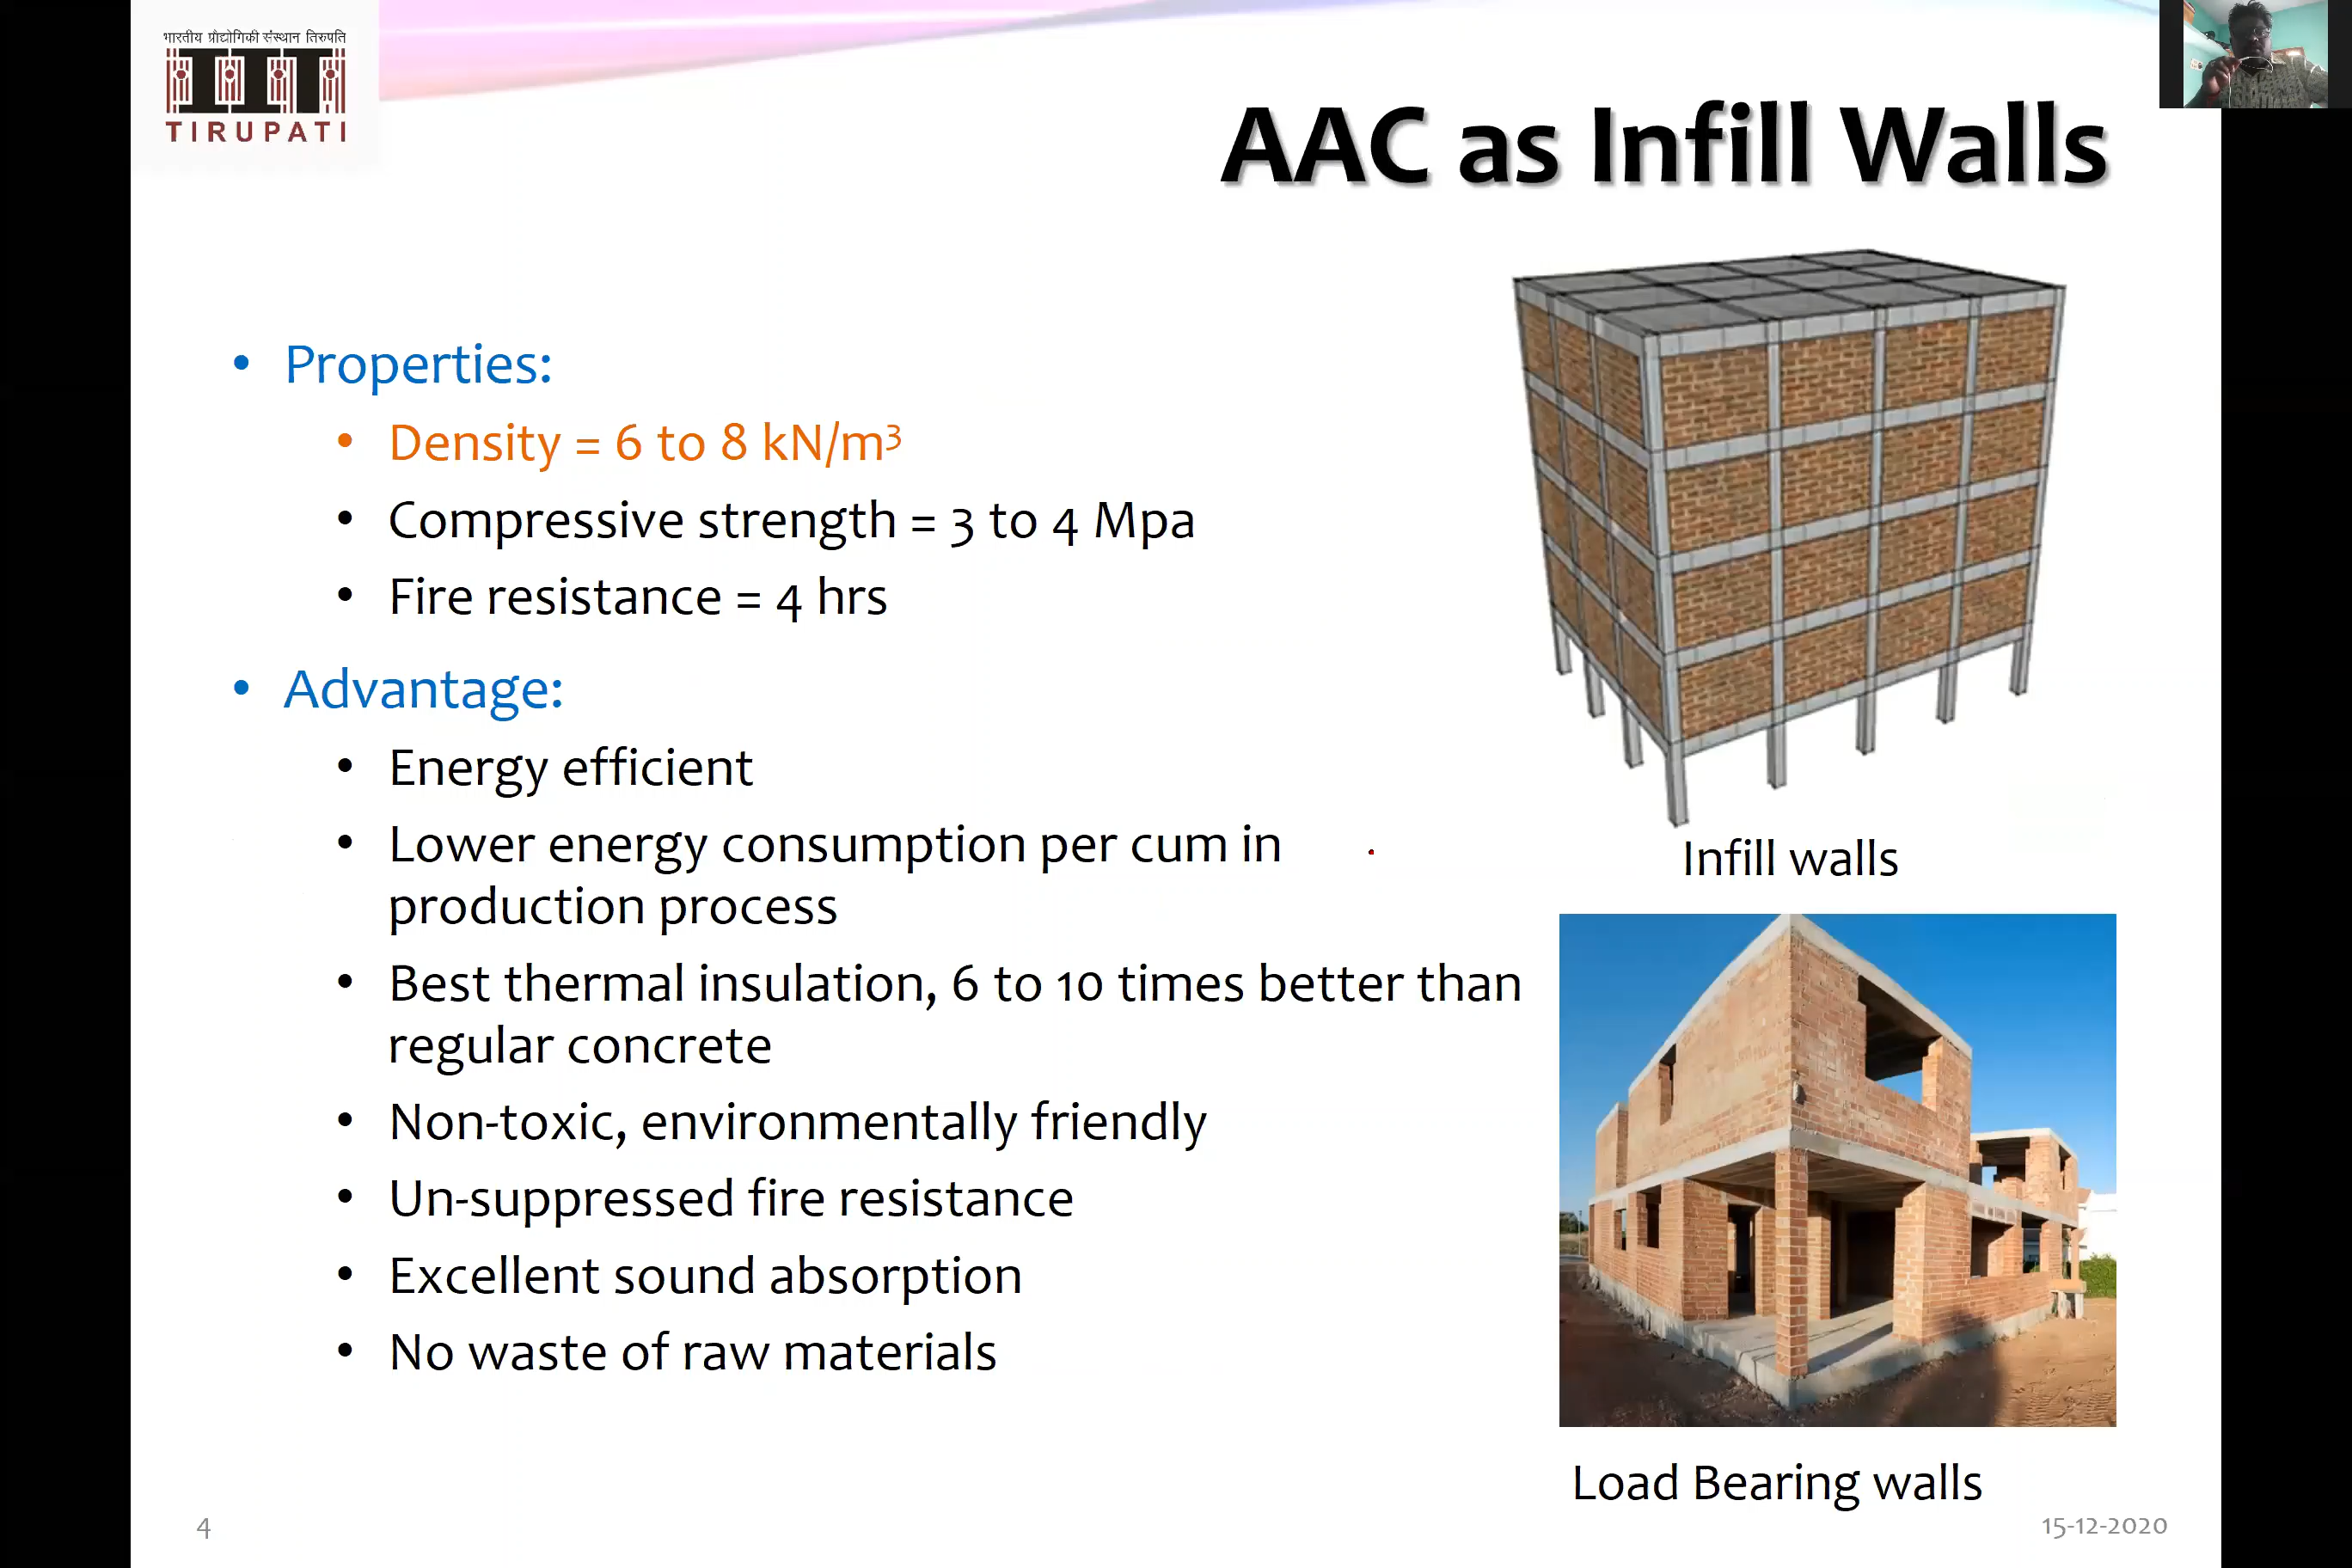 भारतीय प्रौद्योगिकी संस्थान तिरुपति
TIRUPATI
AAC as Infill Walls
• Properties:
• Density = 6 to 8 kN/m³
• Compressive strength = 3 to 4 Mpa
• Fire resistance = 4 hrs
• Advantage:
• Energy efficient
• Lower energy consumption per cum in
production process
• Best thermal insulation, 6 to 10 times better than
regular concrete
• Non-toxic, environmentally friendly
• Un-suppressed fire resistance
• Excellent sound absorption
• No waste of raw materials
Infill walls
Load Bearing walls
4
15-12-2020